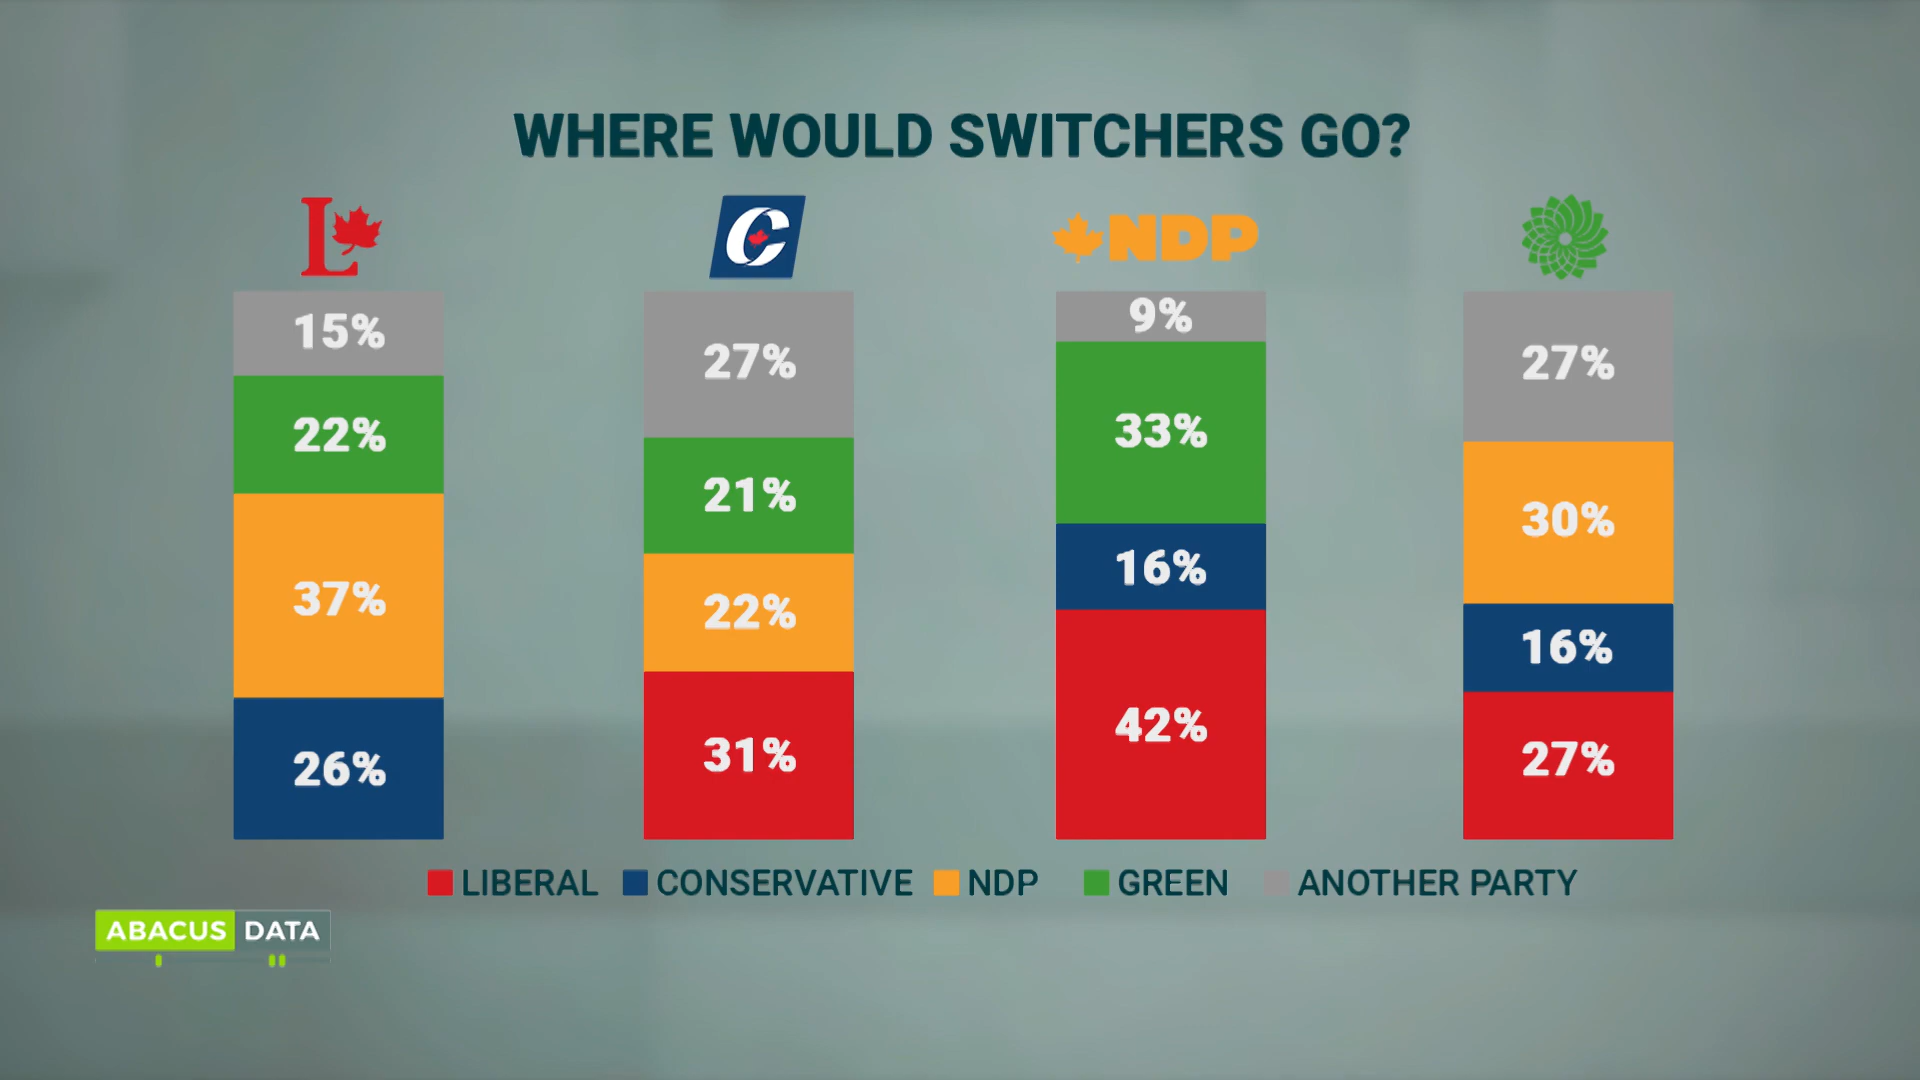 WHERE WOULD SWITCHERS GO?
L
C
NDP
15%
22%
37%
26%
27%
21%
22%
31%
9%
33%
16%
42%
27%
30%
16%
27%
LIBERAL CONSERVATIVE NDP GREEN ANOTHER PARTY
ABACUS DATA